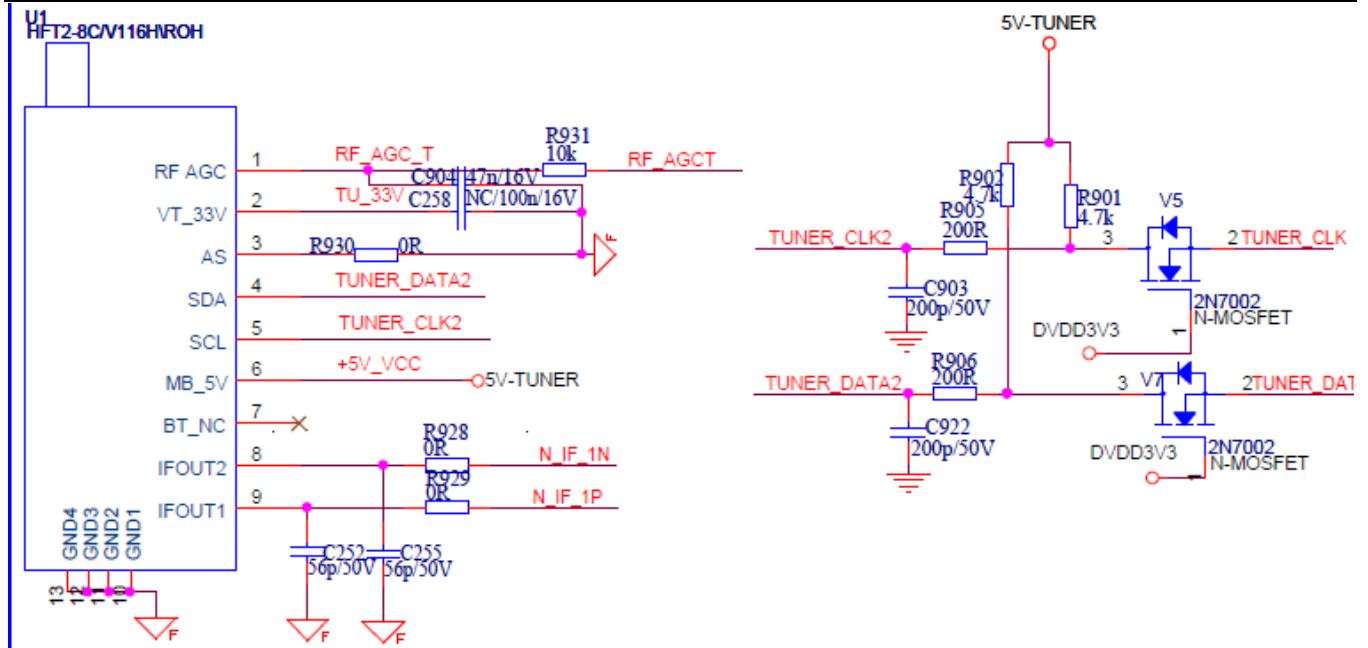 U1
HFT2-8C/V116H\ROH
RF AGC
1
RF_AGC_T
R931
10k
RF_AGCT
C904
47n/16V
VT_33V
2
TU_33V
C258
NC/100n/16V
AS
3
R930
0R
F
SDA
4
TUNER_DATA2
SCL
5
TUNER_CLK2
MB_5V
6
+5V_VCC
5V-TUNER
BT_NC
7
IFOUT2
8
R928
0R
N_IF_1N
IFOUT1
9
R929
0R
N_IF_1P
GND4
GND3
GND2
GND1
13
12
11
10
C252
56p/50V
C255
56p/50V
F
F
F
5V-TUNER
R902
4.7k
R901
4.7k
V5
TUNER_CLK2
R905
200R
3
2
TUNER_CLK
C903
200p/50V
2N7002
N-MOSFET
DVDD3V3
1
TUNER_DATA2
R906
200R
3
V7
2
TUNER_DAT
C922
200p/50V
2N7002
N-MOSFET
DVDD3V3
1